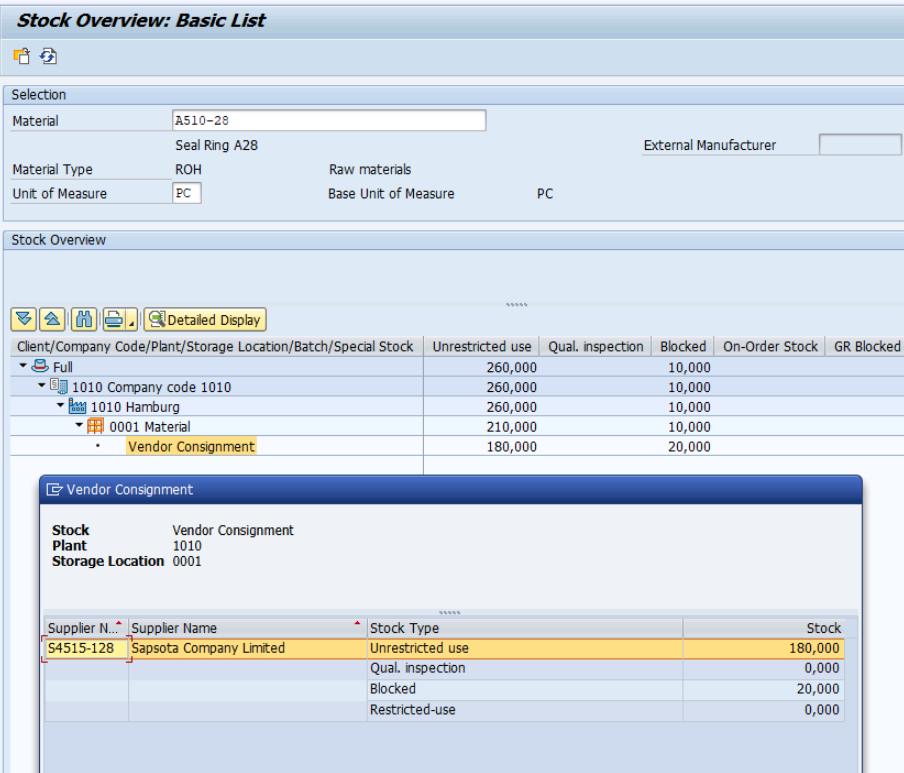 Stock Overview: Basic List
Selection
Material A510-28
Seal Ring A28 External Manufacturer
Material Type ROH Raw materials
Unit of Measure PC Base Unit of Measure PC
Stock Overview
Detailed Display
Client/Company Code/Plant/Storage Location/Batch/Special Stock Unrestricted use Qual. inspection Blocked On-Order Stock GR Blocked
Full 260,000 10,000
1010 Company code 1010 260,000 10,000
1010 Hamburg 260,000 10,000
0001 Material 210,000 10,000
Vendor Consignment 180,000 20,000
Vendor Consignment
Stock Vendor Consignment
Plant 1010
Storage Location 0001
Supplier N... Supplier Name Stock Type Stock
S4515-128 Sapsota Company Limited Unrestricted use 180,000
Qual. inspection 0,000
Blocked 20,000
Restricted-use 0,000